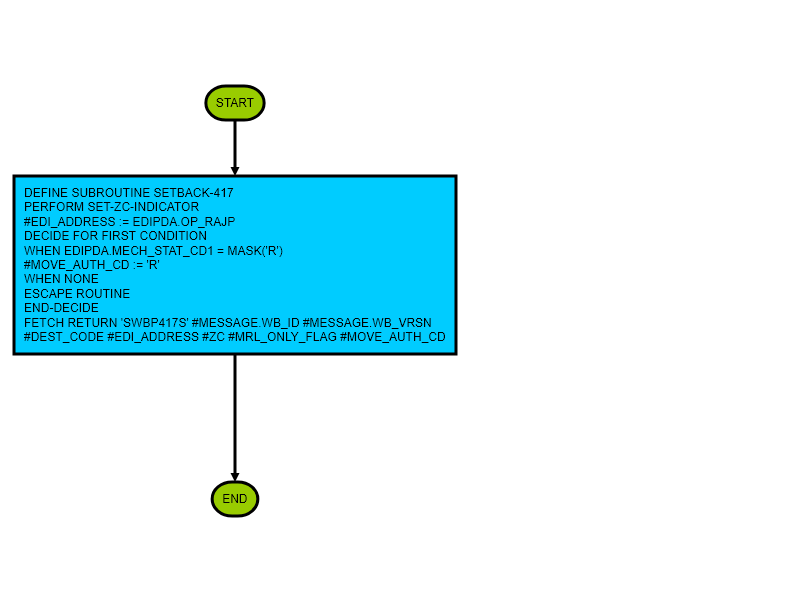 START
DEFINE SUBROUTINE SETBACK-417
PERFORM SET-ZC-INDICATOR
#EDI_ADDRESS := EDIPDA.OP_RAJP
DECIDE FOR FIRST CONDITION
WHEN EDIPDA.MECH_STAT_CD1 = MASK('R')
#MOVE_AUTH_CD := 'R'
WHEN NONE
ESCAPE ROUTINE
END-DECIDE
FETCH RETURN 'SWBP417S' #MESSAGE.WB_ID #MESSAGE.WB_VRSN
#DEST_CODE #EDI_ADDRESS #ZC #MRL_ONLY_FLAG #MOVE_AUTH_CD
END